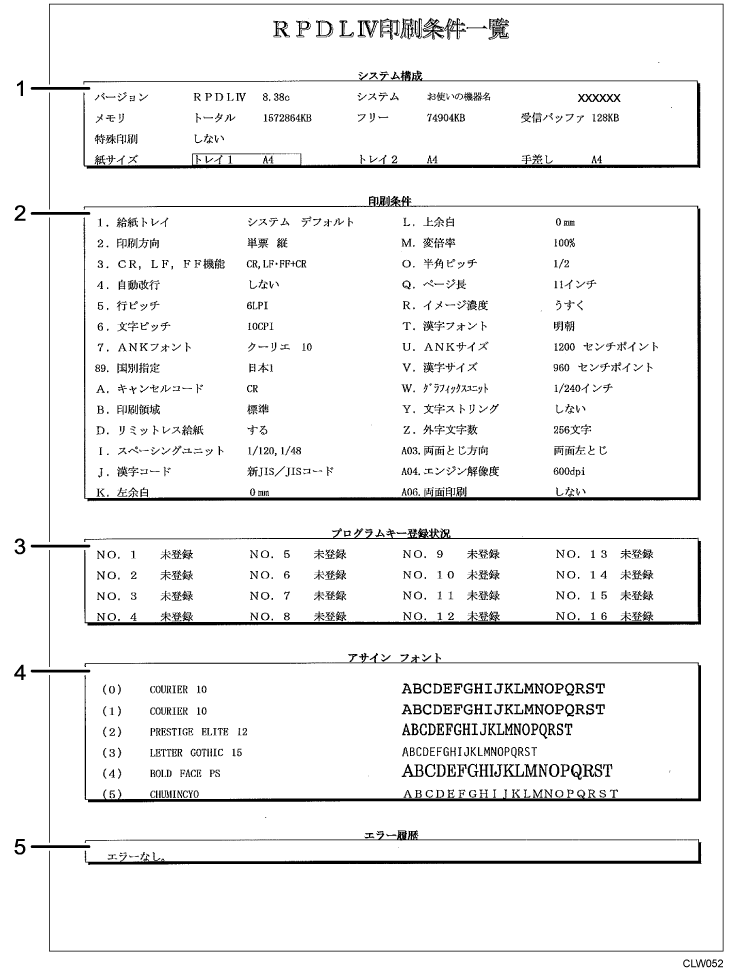 ＲＰＤＬⅣ印刷条件一覧
1
システム構成
バージョン ＲＰＤＬⅣ 8.38c システム お使いの機器名 XXXXXX
メモリ トータル 1572864KB フリー 74904KB 受信バッファ 128KB
特殊印刷 しない
紙サイズ トレイ１ A4 トレイ２ A4 手差し A4
2
印刷条件
１．給紙トレイ システム デフォルト Ｌ．上余白 0㎜
２．印刷方向 単票 縦 Ｍ．変倍率 100%
３．ＣＲ，ＬＦ，ＦＦ機能 CR,LF･FF+CR Ｏ．半角ピッチ 1/2
４．自動改行 しない Ｑ．ページ長 11インチ
５．行ピッチ 6LPI Ｒ．イメージ濃度 うすく
６．文字ピッチ 10CPI Ｔ．漢字フォント 明朝
７．ＡＮＫフォント クーリエ 10 Ｕ．ＡＮＫサイズ 1200 センチポイント
89．国別指定 日本1 Ｖ．漢字サイズ 960 センチポイント
Ａ．キャンセルコード CR Ｗ．ｸﾞﾗﾌｨｯｸｽﾕﾆｯﾄ 1/240インチ
Ｂ．印刷領域 標準 Ｙ．文字ストリング しない
Ｄ．リミットレス給紙 する Ｚ．外字文字数 256文字
Ｉ．スペーシングユニット 1/120,1/48 A03．両面とじ方向 両面左とじ
Ｊ．漢字コード 新JIS／JISコード A04．エンジン解像度 600dpi
Ｋ．左余白 0㎜ A06．両面印刷 しない
3
プログラムキー登録状況
ＮＯ．１ 未登録 ＮＯ．５ 未登録 ＮＯ．９ 未登録 ＮＯ．１３ 未登録
ＮＯ．２ 未登録 ＮＯ．６ 未登録 ＮＯ．１０ 未登録 ＮＯ．１４ 未登録
ＮＯ．３ 未登録 ＮＯ．７ 未登録 ＮＯ．１１ 未登録 ＮＯ．１５ 未登録
ＮＯ．４ 未登録 ＮＯ．８ 未登録 ＮＯ．１２ 未登録 ＮＯ．１６ 未登録
4
アサイン フォント
(0) COURIER 10 ABCDEFGHIJKLMNOPQRST
(1) COURIER 10 ABCDEFGHIJKLMNOPQRST
(2) PRESTIGE ELITE 12 ABCDEFGHIJKLMNOPQRST
(3) LETTER GOTHIC 15 ABCDEFGHIJKLMNOPQRST
(4) BOLD FACE PS ABCDEFGHIJKLMNOPQRST
(5) CHUMINCYO ABCDEFGHIJKLMNOPQRST
5
エラー履歴
エラーなし。
CLW052